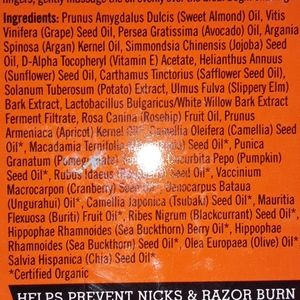 fingers, gently massage the oil evenly over the
Ingredients: Prunus Amygdalus Dulcis (Sweet Almond) Oil, Vitis
Vinifera (Grape) Seed Oil, Persea Gratissima (Avocado) Oil, Argania
Spinosa (Argan) Kernel Oil, Simmondsia Chinensis (Jojoba) Seed
Oil, D-Alpha Tocopheryl (Vitamin E) Acetate, Helianthus Annuus
(Sunflower) Seed Oil, Carthamus Tinctorius (Safflower Seed) Oil,
Solanum Tuberosum (Potato) Extract, Ulmus Fulva (Slippery Elm)
Bark Extract, Lactobacillus Bulgaricus/White Willow Bark Extract
Ferment Filtrate, Rosa Canina (Rosehip) Fruit Oil, Prunus
Armeniaca (Apricot) Kernel Oil*, Camellia Oleifera (Camellia) Seed
Oil*, Macadamia Ternifolia Seed Oil*, Punica
Granatum (Pomegranate) Cucurbita Pepo (Pumpkin)
Seed Oil*, Rubus Idaeus Seed Oil*, Vaccinium
Macrocarpon (Cranberry) Seed Oenocarpus Bataua
(Ungurahui) Oil*, Camellia Japonica (Tsubaki) Seed Oil*, Mauritia
Flexuosa (Buriti) Fruit Oil*, Ribes Nigrum (Blackcurrant) Seed Oil*,
Hippophae Rhamnoides (Sea Buckthorn) Seed Oil*, Hippophae
Rhamnoides (Sea Buckthorn) Berry Oil*, Olea Europaea (Olive) Oil*
Salvia Hispanica (Chia) Seed Oil*
*Certified Organic
HELPS PREVENT NICKS & RAZOR BURN